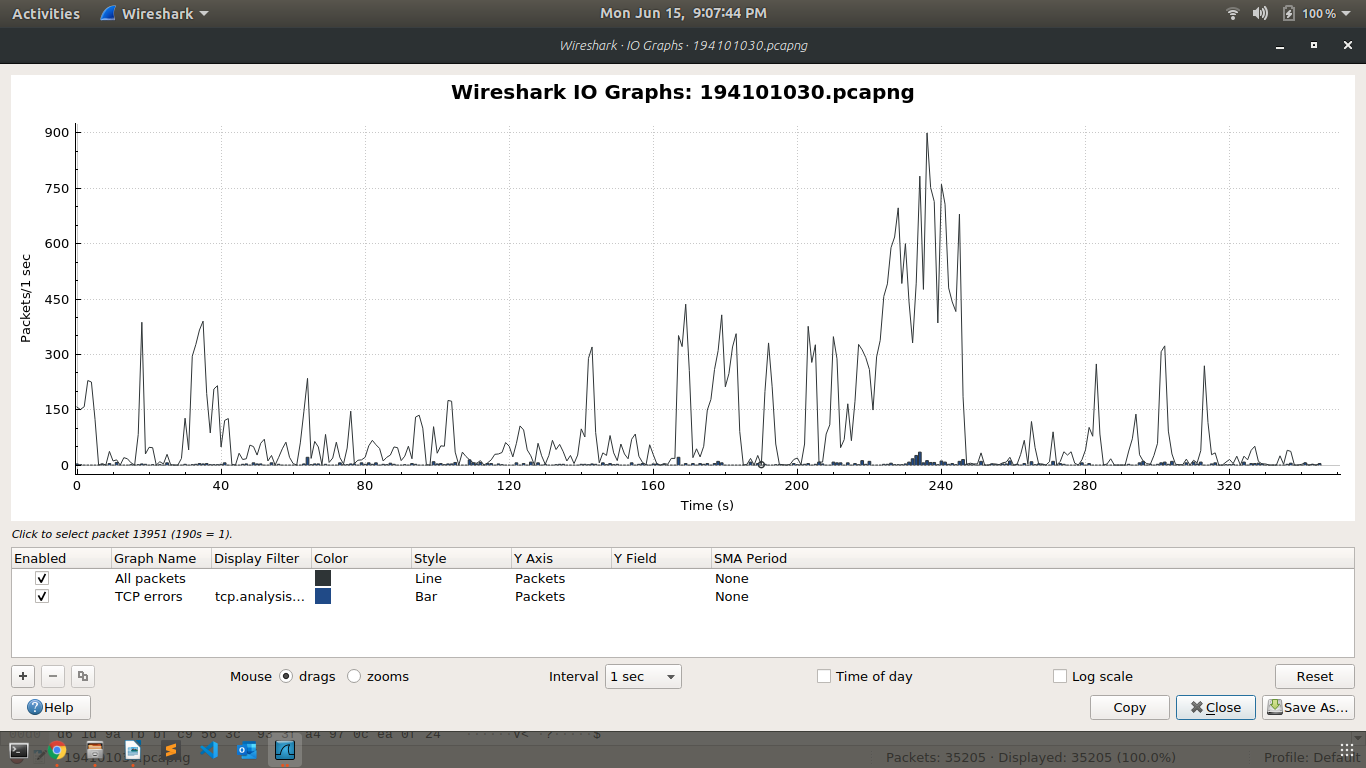 Activities Wireshark Mon Jun 15, 9:07:44 PM 100 %
Wireshark · IO Graphs · 194101030.pcapng
Wireshark IO Graphs: 194101030.pcapng
900
750
600
450
300
150
0
Packets/1 sec
0 40 80 120 160 200 240 280 320
Time (s)
Click to select packet 13951 (190s = 1).
Enabled Graph Name Display Filter Color Style Y Axis Y Field SMA Period
All packets Line Packets None
TCP errors tcp.analysis... Bar Packets None
Mouse drags zooms Interval 1 sec Time of day Log scale Reset
Help Copy Close Save As...
194101030.pcapng Packets: 35205 · Displayed: 35205 (100.0%) Profile: Default